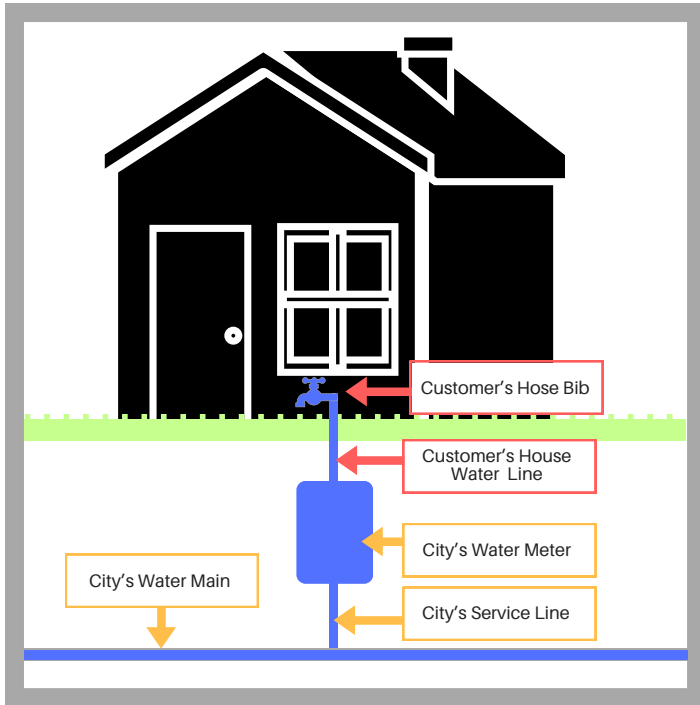 Customer's Hose Bib
Customer's House
Water Line
City's Water Meter
City's Water Main
City's Service Line